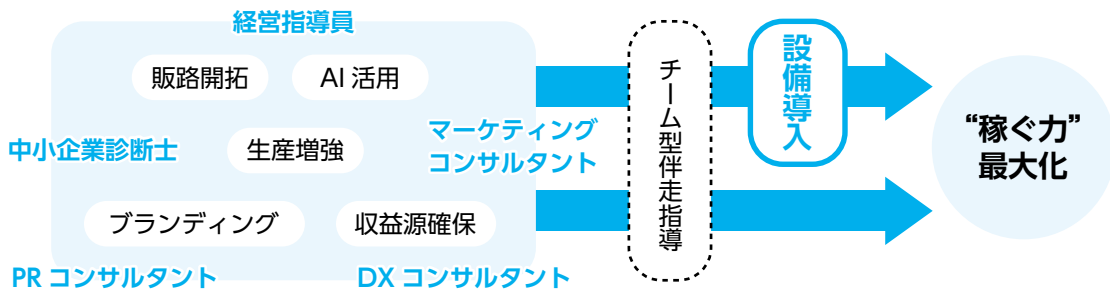 経営指導員
販路開拓
AI 活用
中小企業診断士
生産増強
マーケティング
コンサルタント
ブランディング
収益源確保
PR コンサルタント
DX コンサルタント
チーム型伴走指導
設備導入
“稼ぐ力”
最大化